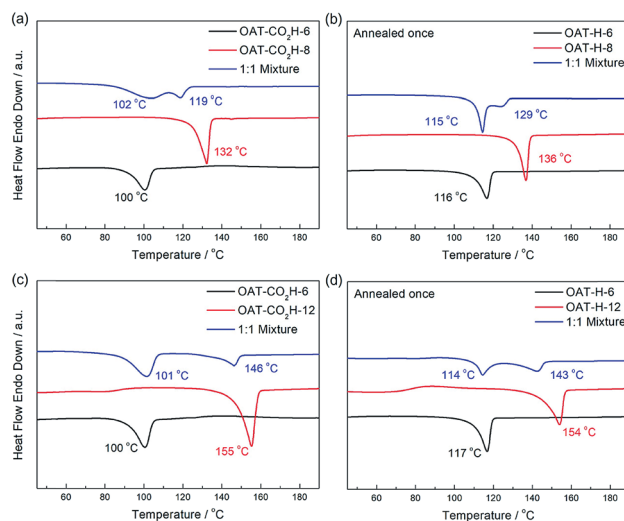 (a)
OAT-CO₂H-6
OAT-CO₂H-8
1:1 Mixture
102 °C
119 °C
132 °C
100 °C
Heat Flow Endo Down / a.u.
60 80 100 120 140 160 180
Temperature / °C
(b)
Annealed once
OAT-H-6
OAT-H-8
1:1 Mixture
115 °C
129 °C
136 °C
116 °C
60 80 100 120 140 160 180
Temperature / °C
(c)
OAT-CO₂H-6
OAT-CO₂H-12
1:1 Mixture
101 °C
146 °C
155 °C
100 °C
Heat Flow Endo Down / a.u.
60 80 100 120 140 160 180
Temperature / °C
(d)
Annealed once
OAT-H-6
OAT-H-12
1:1 Mixture
114 °C
143 °C
154 °C
117 °C
60 80 100 120 140 160 180
Temperature / °C